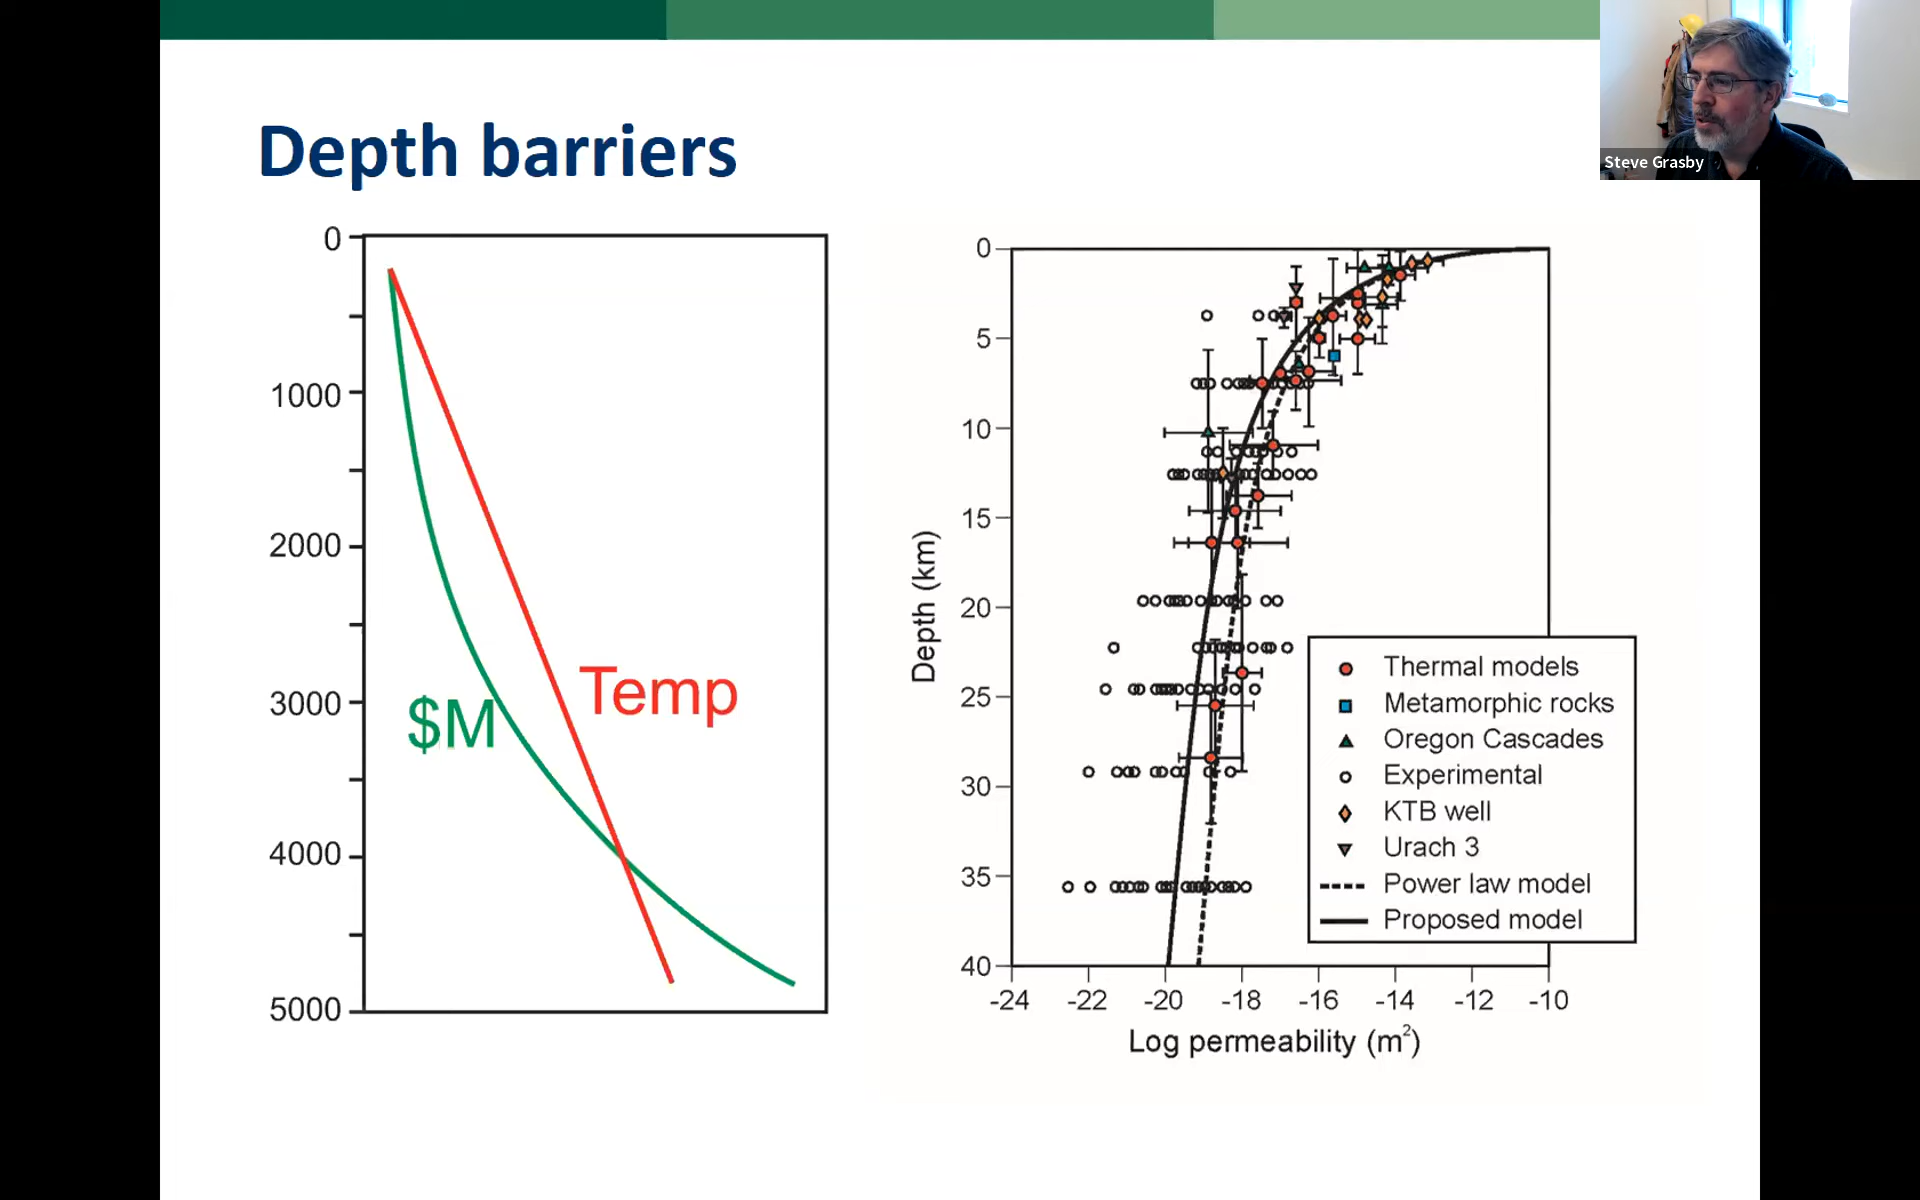 Steve Grasby
Depth barriers
0
1000
2000
3000
4000
5000
$M
Temp
0
5
10
15
20
25
30
35
40
Depth (km)
-24 -22 -20 -18 -16 -14 -12 -10
Log permeability (m²)
Thermal models
Metamorphic rocks
Oregon Cascades
Experimental
KTB well
Urach 3
Power law model
Proposed model